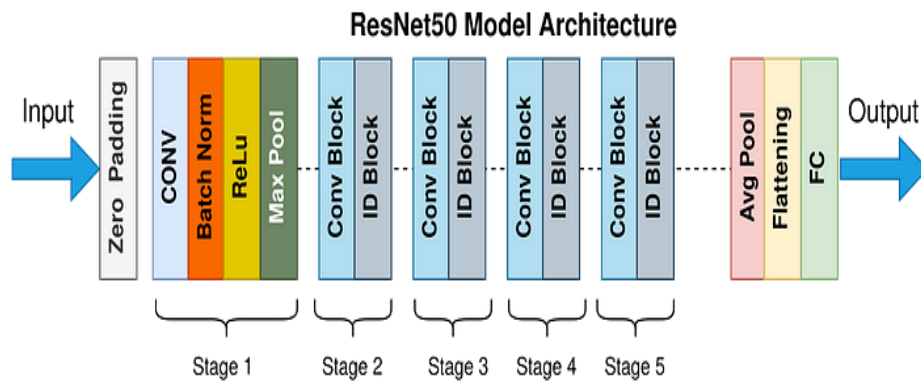 ResNet50 Model Architecture
Input
Zero Padding
CONV
Batch Norm
ReLu
Max Pool
Conv Block
ID Block
Conv Block
ID Block
Conv Block
ID Block
Conv Block
ID Block
Avg Pool
Flattening
FC
Output
Stage 1
Stage 2
Stage 3
Stage 4
Stage 5